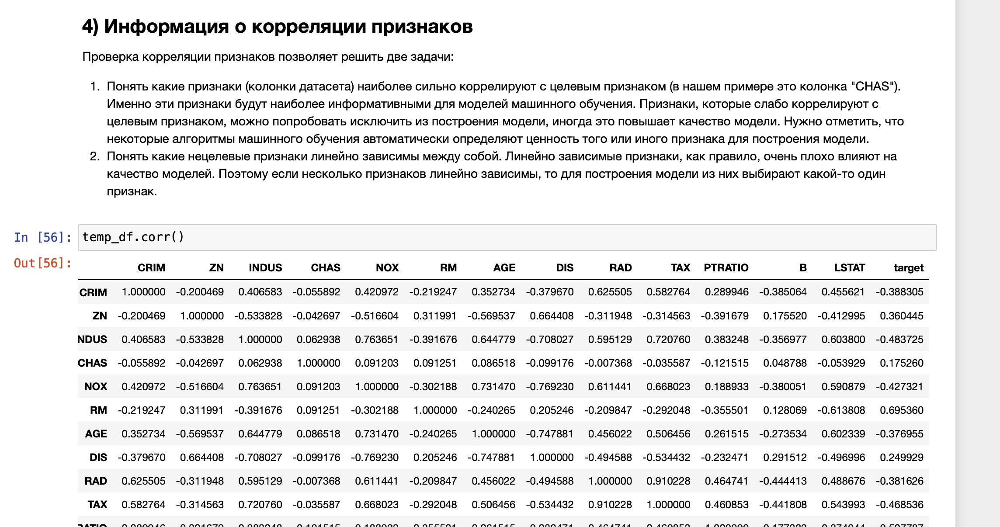 4) Информация о корреляции признаков
Проверка корреляции признаков позволяет решить две задачи:
1. Понять какие признаки (колонки датасета) наиболее сильно коррелируют с целевым признаком (в нашем примере это колонка "CHAS").
Именно эти признаки будут наиболее информативными для моделей машинного обучения. Признаки, которые слабо коррелируют с
целевым признаком, можно попробовать исключить из построения модели, иногда это повышает качество модели. Нужно отметить, что
некоторые алгоритмы машинного обучения автоматически определяют ценность того или иного признака для построения модели.
2. Понять какие нецелевые признаки линейно зависимы между собой. Линейно зависимые признаки, как правило, очень плохо влияют на
качество моделей. Поэтому если несколько признаков линейно зависимы, то для построения модели из них выбирают какой-то один
признак.
In [56]: temp_df.corr()
Out[56]:
CRIM ZN INDUS CHAS NOX RM AGE DIS RAD TAX PTRATIO B LSTAT target
CRIM 1.000000 -0.200469 0.406583 -0.055892 0.420972 -0.219247 0.352734 -0.379670 0.625505 0.582764 0.289946 -0.385064 0.455621 -0.388305
ZN -0.200469 1.000000 -0.533828 -0.042697 -0.516604 0.311991 -0.569537 0.664408 -0.311948 -0.314563 -0.391679 0.175520 -0.412995 0.360445
NDUS 0.406583 -0.533828 1.000000 0.062938 0.763651 -0.391676 0.644779 -0.708027 0.595129 0.720760 0.383248 -0.356977 0.603800 -0.483725
CHAS -0.055892 -0.042697 0.062938 1.000000 0.091203 0.091251 0.086518 -0.099176 -0.007368 -0.035587 -0.121515 0.048788 -0.053929 0.175260
NOX 0.420972 -0.516604 0.763651 0.091203 1.000000 -0.302188 0.731470 -0.769230 0.611441 0.668023 0.188933 -0.380051 0.590879 -0.427321
RM -0.219247 0.311991 -0.391676 0.091251 -0.302188 1.000000 -0.240265 0.205246 -0.209847 -0.292048 -0.355501 0.128069 -0.613808 0.695360
AGE 0.352734 -0.569537 0.644779 0.086518 0.731470 -0.240265 1.000000 -0.747881 0.456022 0.506456 0.261515 -0.273534 0.602339 -0.376955
DIS -0.379670 0.664408 -0.708027 -0.099176 -0.769230 0.205246 -0.747881 1.000000 -0.494588 -0.534432 -0.232471 0.291512 -0.496996 0.249929
RAD 0.625505 -0.311948 0.595129 -0.007368 0.611441 -0.209847 0.456022 -0.494588 1.000000 0.910228 0.464741 -0.444413 0.488676 -0.381626
TAX 0.582764 -0.314563 0.720760 -0.035587 0.668023 -0.292048 0.506456 -0.534432 0.910228 1.000000 0.460853 -0.441808 0.543993 -0.468536